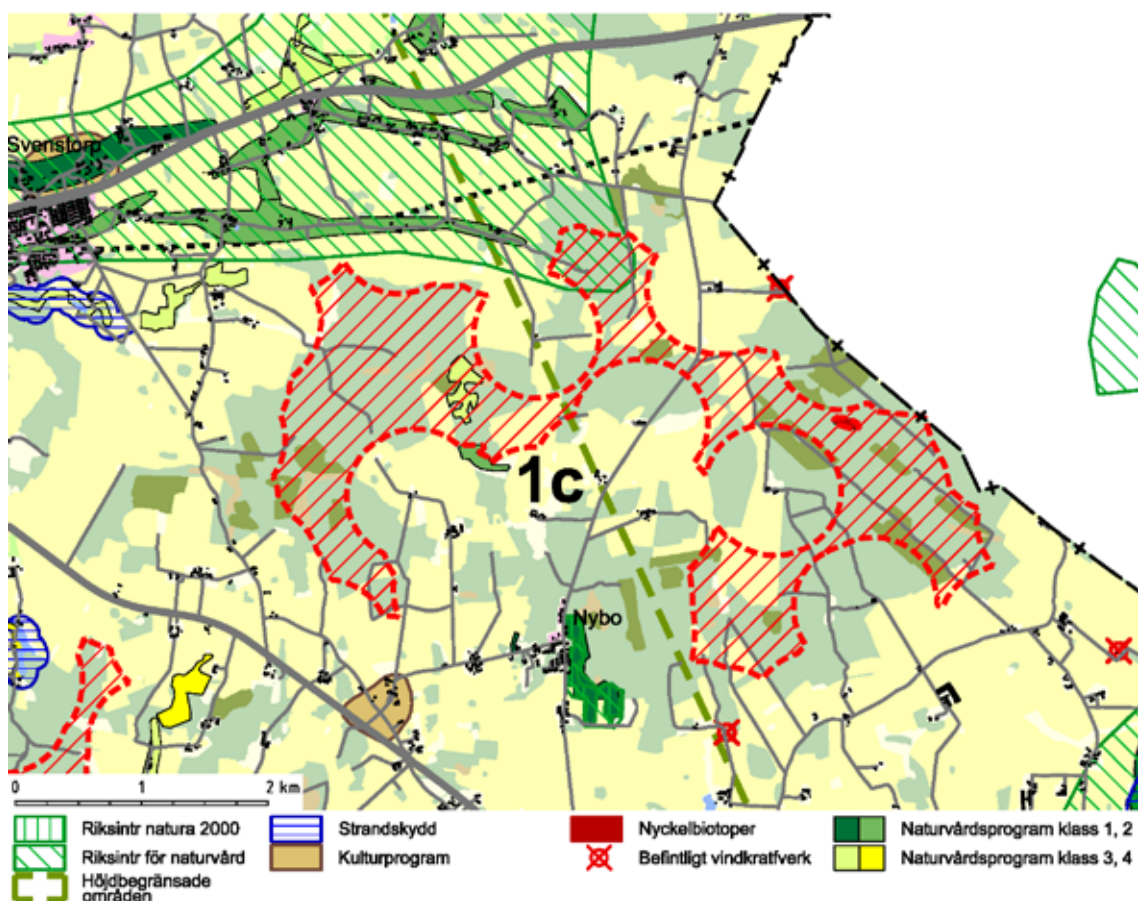 Svenstorp
1c
Nybo
0 1 2 km
Riksintr natura 2000
Strandskydd
Nyckelbiotoper
Naturvårdsprogram klass 1, 2
Riksintr för naturvård
Kulturprogram
Befintligt vindkratfverk
Naturvårdsprogram klass 3, 4
Höjdbegränsade
områden